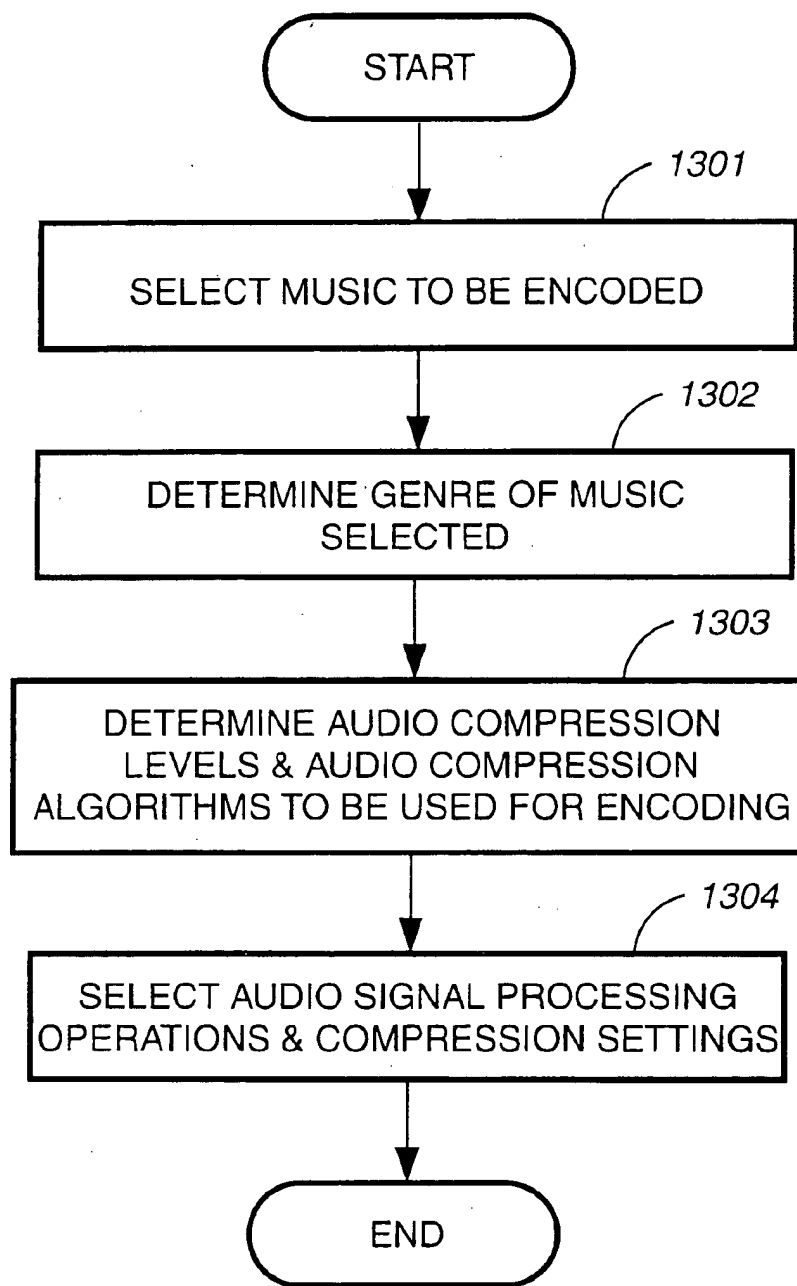 START
1301
SELECT MUSIC TO BE ENCODED
1302
DETERMINE GENRE OF MUSIC
SELECTED
1303
DETERMINE AUDIO COMPRESSION
LEVELS & AUDIO COMPRESSION
ALGORITHMS TO BE USED FOR ENCODING
1304
SELECT AUDIO SIGNAL PROCESSING
OPERATIONS & COMPRESSION SETTINGS
END